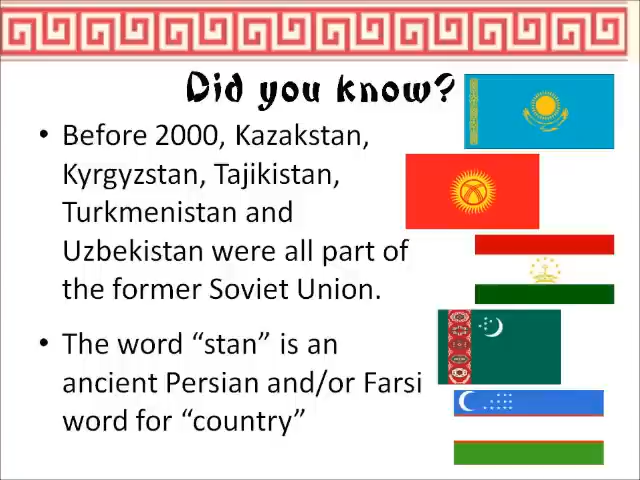 Did you know?
• Before 2000, Kazakstan,
Kyrgyzstan, Tajikistan,
Turkmenistan and
Uzbekistan were all part of
the former Soviet Union.
• The word “stan” is an
ancient Persian and/or Farsi
word for “country”